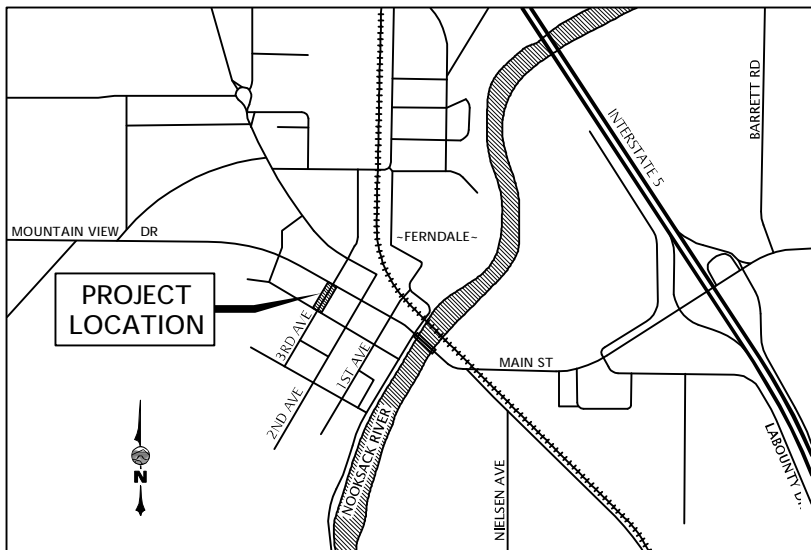 INTERSTATE 5
BARRETT RD
MOUNTAIN VIEW DR
~FERNDALE~
PROJECT
LOCATION
3RD AVE
1ST AVE
2ND AVE
MAIN ST
NOOKSACK RIVER
NIELSEN AVE
LABOUNTY
N